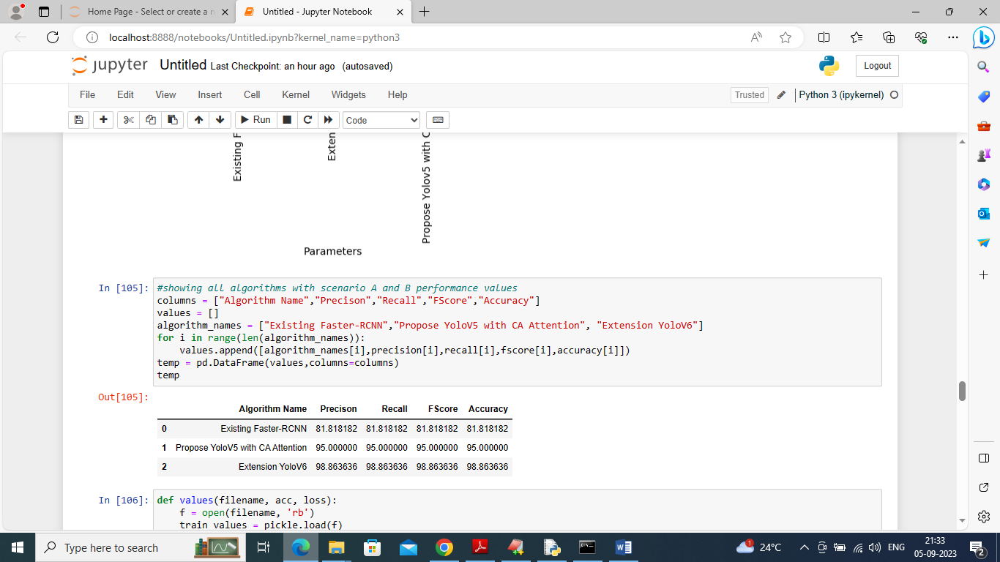 Home Page - Select or create a n
Untitled - Jupyter Notebook
localhost:8888/notebooks/Untitled.ipynb?kernel_name=python3
jupyter Untitled Last Checkpoint: an hour ago (autosaved)
Logout
File Edit View Insert Cell Kernel Widgets Help
Trusted
Python 3 (ipykernel)
Run
Code
Existing F
Exten
Propose Yolov5 with C
Parameters
In [105]:
#showing all algorithms with scenario A and B performance values
columns = ["Algorithm Name","Precison","Recall","FScore","Accuracy"]
values = []
algorithm_names = ["Existing Faster-RCNN","Propose YoloV5 with CA Attention", "Extension YoloV6"]
for i in range(len(algorithm_names)):
    values.append([algorithm_names[i],precision[i],recall[i],fscore[i],accuracy[i]])
temp = pd.DataFrame(values,columns=columns)
temp
Out[105]:
Algorithm Name Precison Recall FScore Accuracy
0 Existing Faster-RCNN 81.818182 81.818182 81.818182 81.818182
1 Propose YoloV5 with CA Attention 95.000000 95.000000 95.000000 95.000000
2 Extension YoloV6 98.863636 98.863636 98.863636 98.863636
In [106]:
def values(filename, acc, loss):
    f = open(filename, 'rb')
    train_values = pickle.load(f)
Type here to search
1
24°C
ENG
21:33
05-09-2023
2